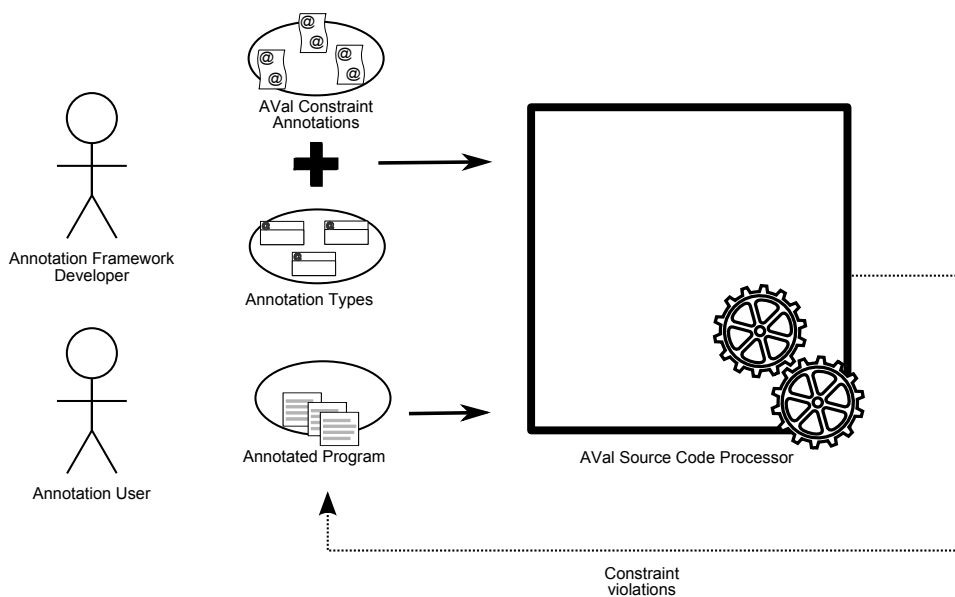 @
@
@
@
@
@
AVal Constraint
Annotations
@
@
@
Annotation Framework
Developer
Annotation Types
Annotated Program
AVal Source Code Processor
Annotation User
Constraint
violations